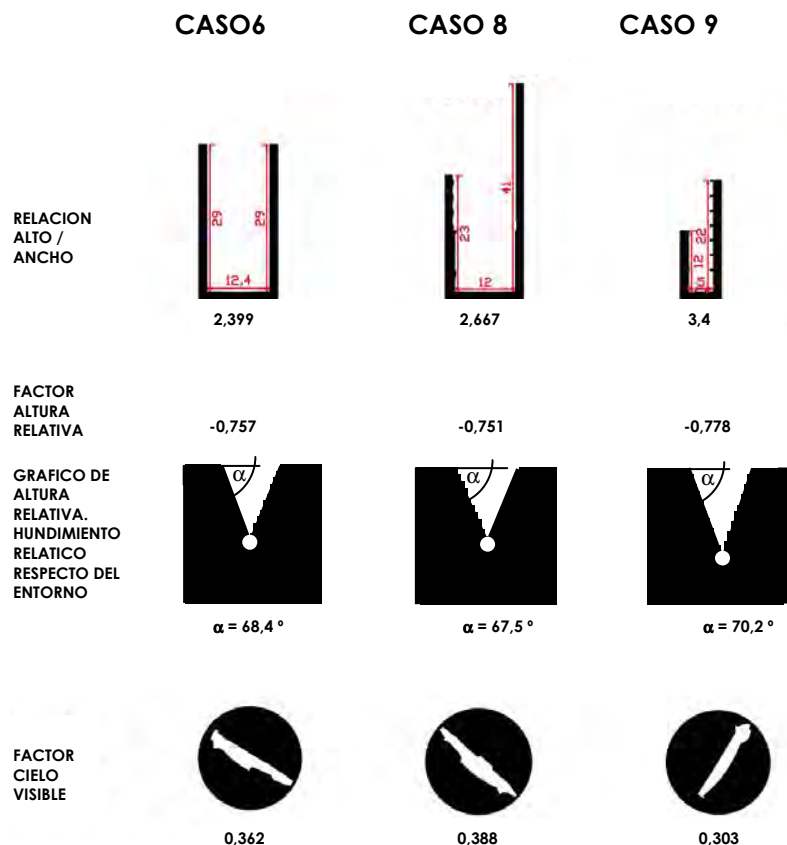 CASO6 CASO 8 CASO 9
RELACION
ALTO /
ANCHO
29 29 12,4
23 41 12
12 22 5
2,399 2,667 3,4
FACTOR
ALTURA
RELATIVA
-0,757 -0,751 -0,778
GRAFICO DE
ALTURA
RELATIVA.
HUNDIMIENTO
RELATICO
RESPECTO DEL
ENTORNO
α α α
α = 68,4 º α = 67,5 º α = 70,2 º
FACTOR
CIELO
VISIBLE
0,362 0,388 0,303